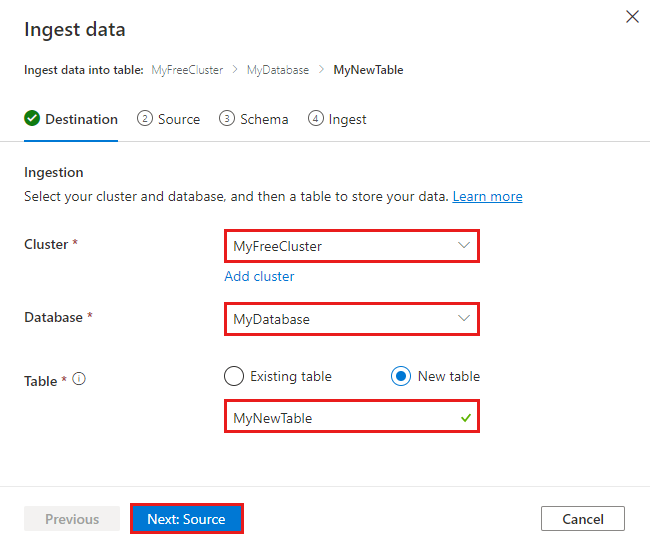 Ingest data
Ingest data into table: MyFreeCluster > MyDatabase > MyNewTable
Destination 2 Source 3 Schema 4 Ingest
Ingestion
Select your cluster and database, and then a table to store your data. Learn more
Cluster * MyFreeCluster
Add cluster
Database * MyDatabase
Table * Existing table New table
MyNewTable
Previous Next: Source Cancel